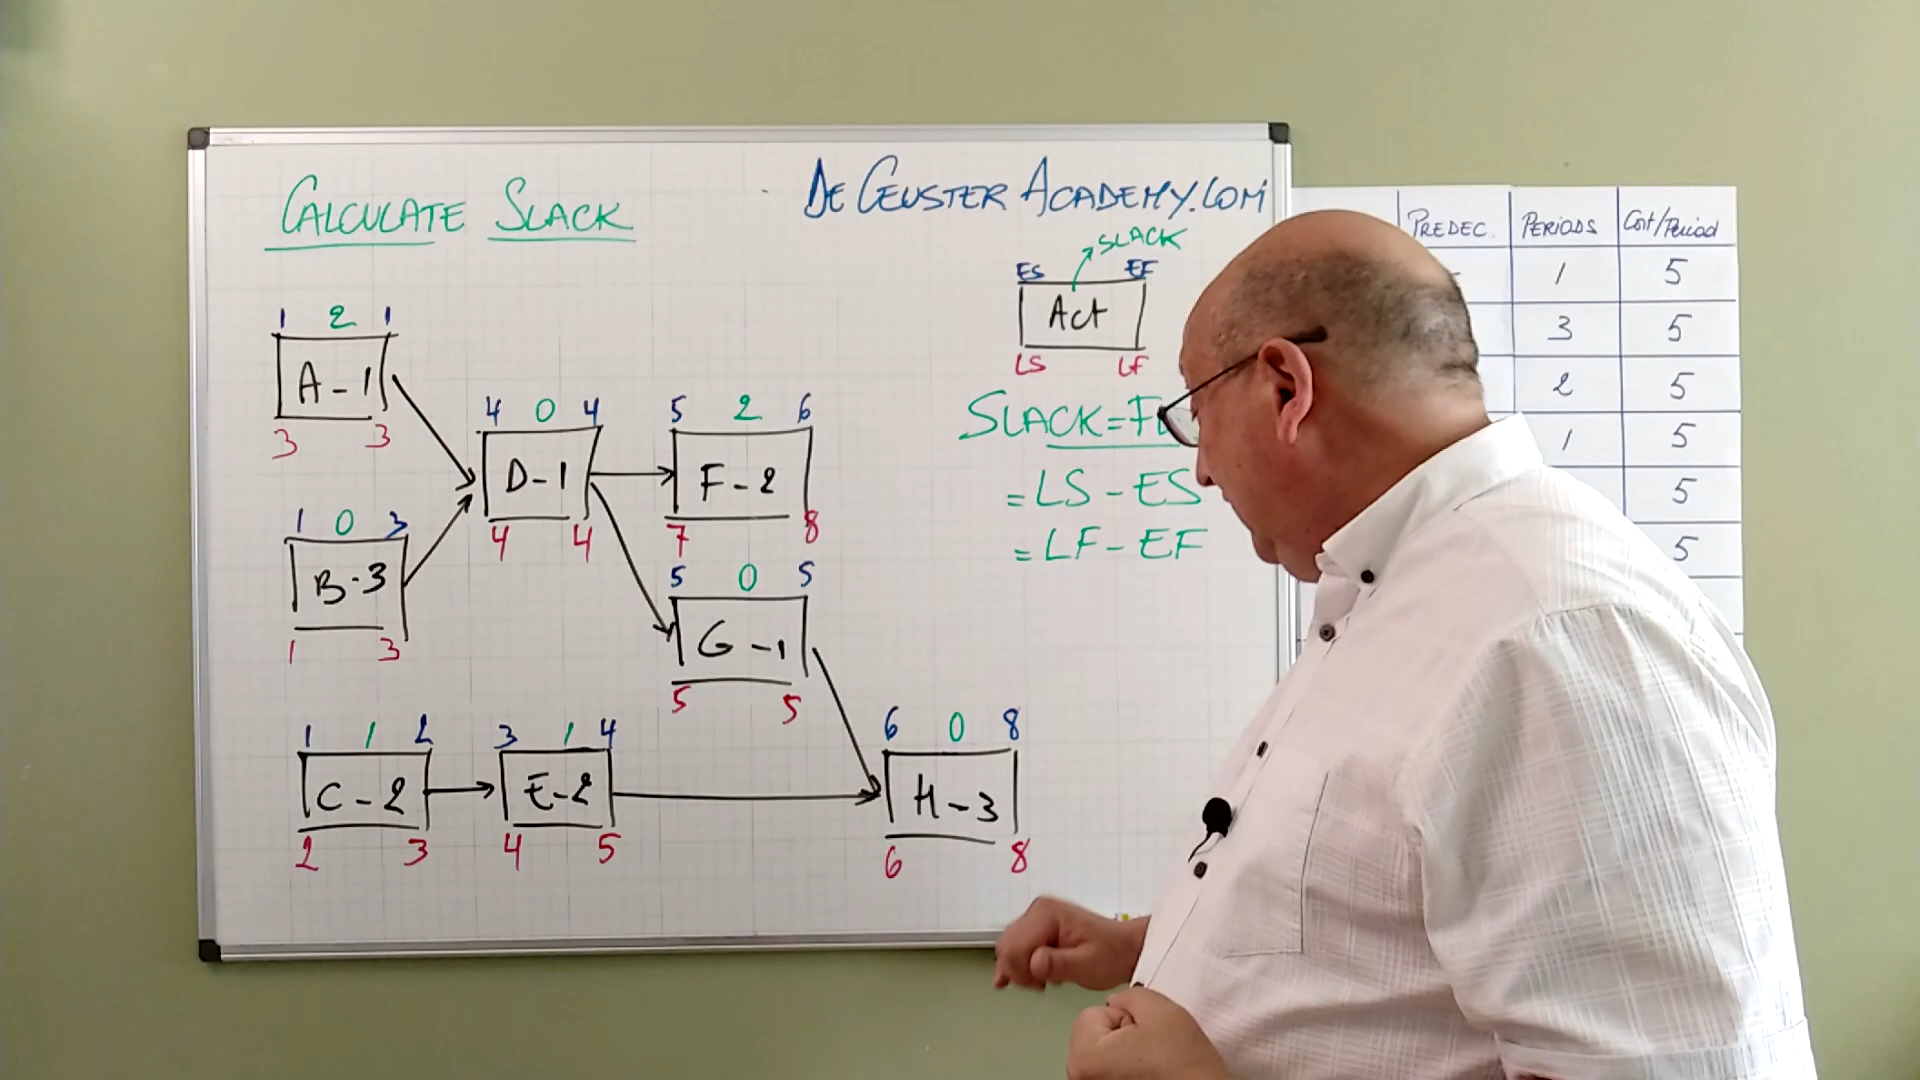 CALCULATE SLACK
DE CEUSTER ACADEMY.COM
SLACK
ES EF
Act
LS LF
SLACK=F
=LS-ES
=LF-EF
1 2 1
A-1
3 3
1 0 3
B-3
1 3
4 0 4
D-1
4 4
5 2 6
F-2
7 8
5 0 5
G-1
5 5
1 1 2
C-2
2 3
3 1 4
E-2
4 5
6 0 8
H-3
6 8
PREDEC. PERIODS Cost/Period
- 1 5
3 5
2 5
1 5
5
5